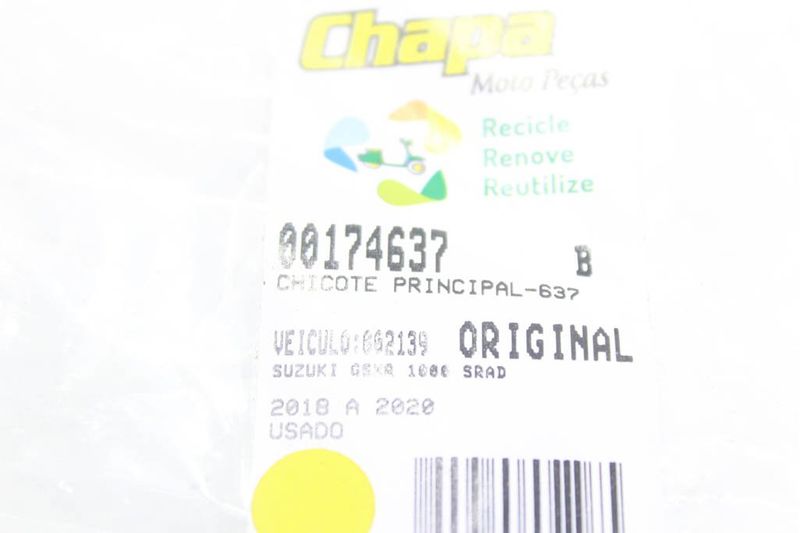 Chapa
Moto Peças
Recicle
Renove
Reutilize
00174637 B
CHICOTE PRINCIPAL-637
VEICULO:002139 ORIGINAL
SUZUKI GSXR 1000 SRAD
2018 A 2020
USADO